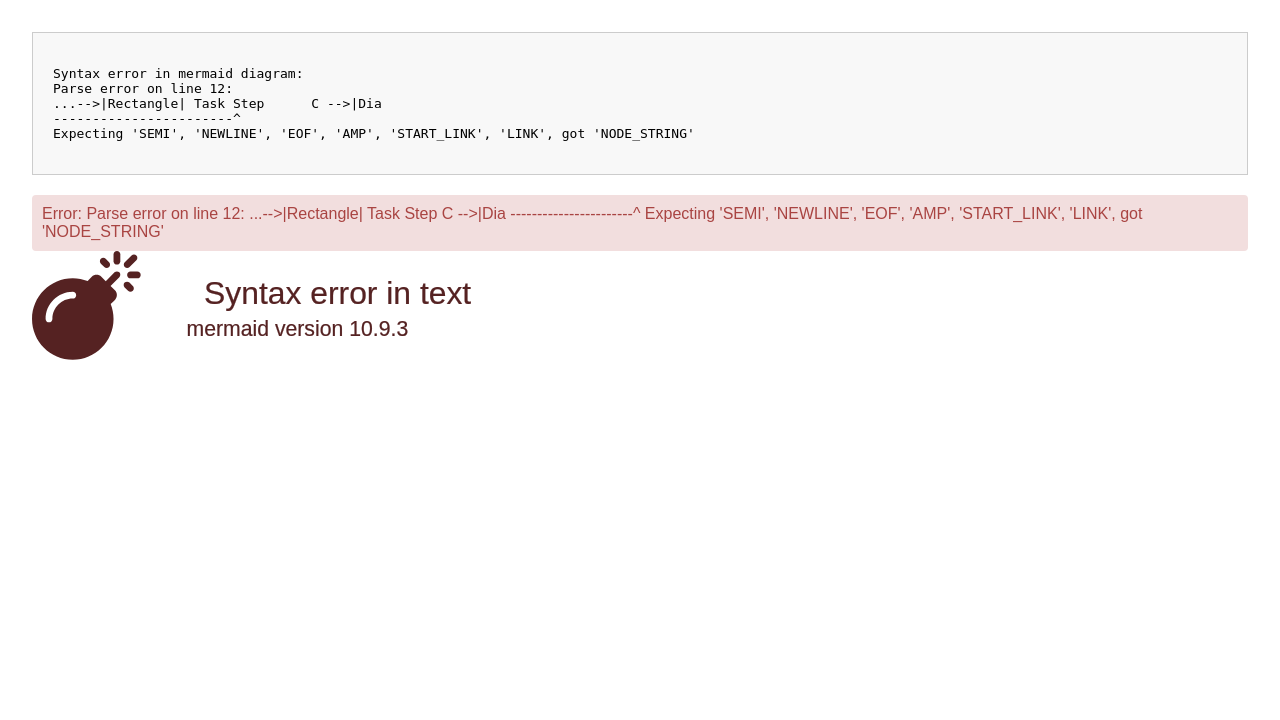 Syntax error in mermaid diagram:
Parse error on line 12:
...-->|Rectangle| Task Step      C -->|Dia
-----------------------^
Expecting 'SEMI', 'NEWLINE', 'EOF', 'AMP', 'START_LINK', 'LINK', got 'NODE_STRING'
Error: Parse error on line 12: ...-->|Rectangle| Task Step C -->|Dia -----------------------^ Expecting 'SEMI', 'NEWLINE', 'EOF', 'AMP', 'START_LINK', 'LINK', got
'NODE_STRING'
Syntax error in text
mermaid version 10.9.3